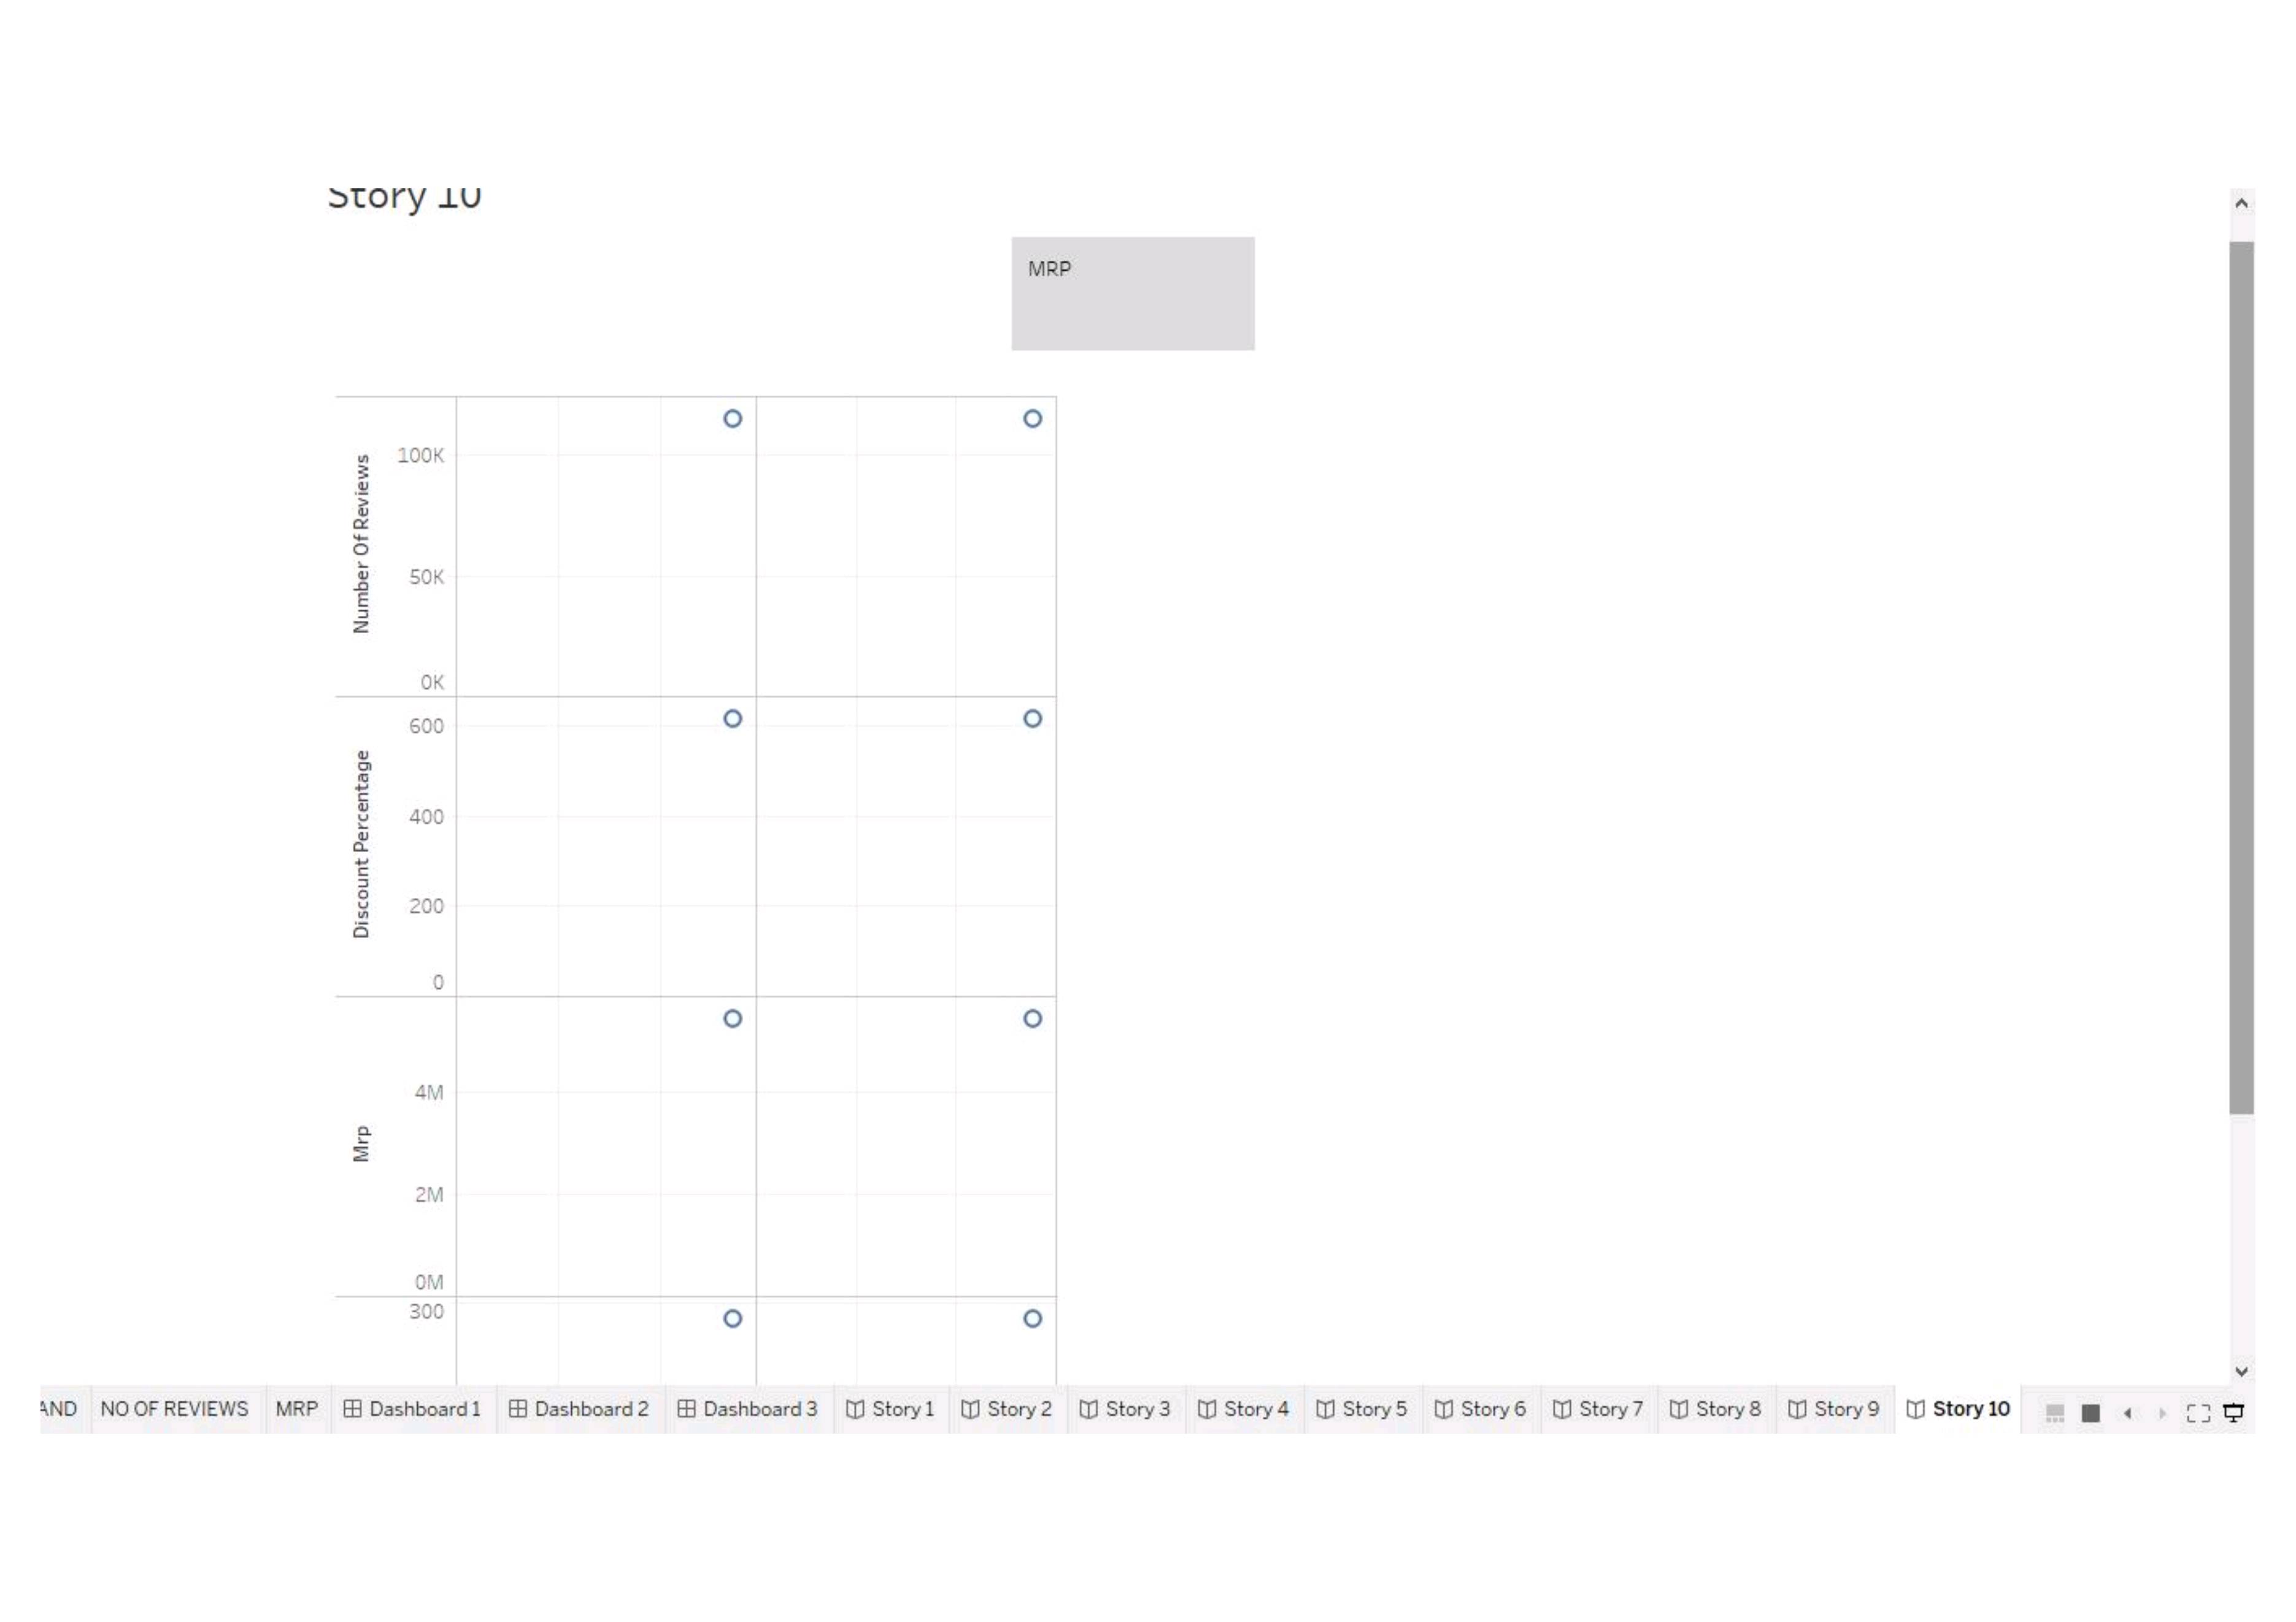 Story 10
MRP
Number Of Reviews
100K
50K
0K
Discount Percentage
600
400
200
0
Mrp
4M
2M
0M
300
AND NO OF REVIEWS MRP Dashboard 1 Dashboard 2 Dashboard 3 Story 1 Story 2 Story 3 Story 4 Story 5 Story 6 Story 7 Story 8 Story 9 Story 10